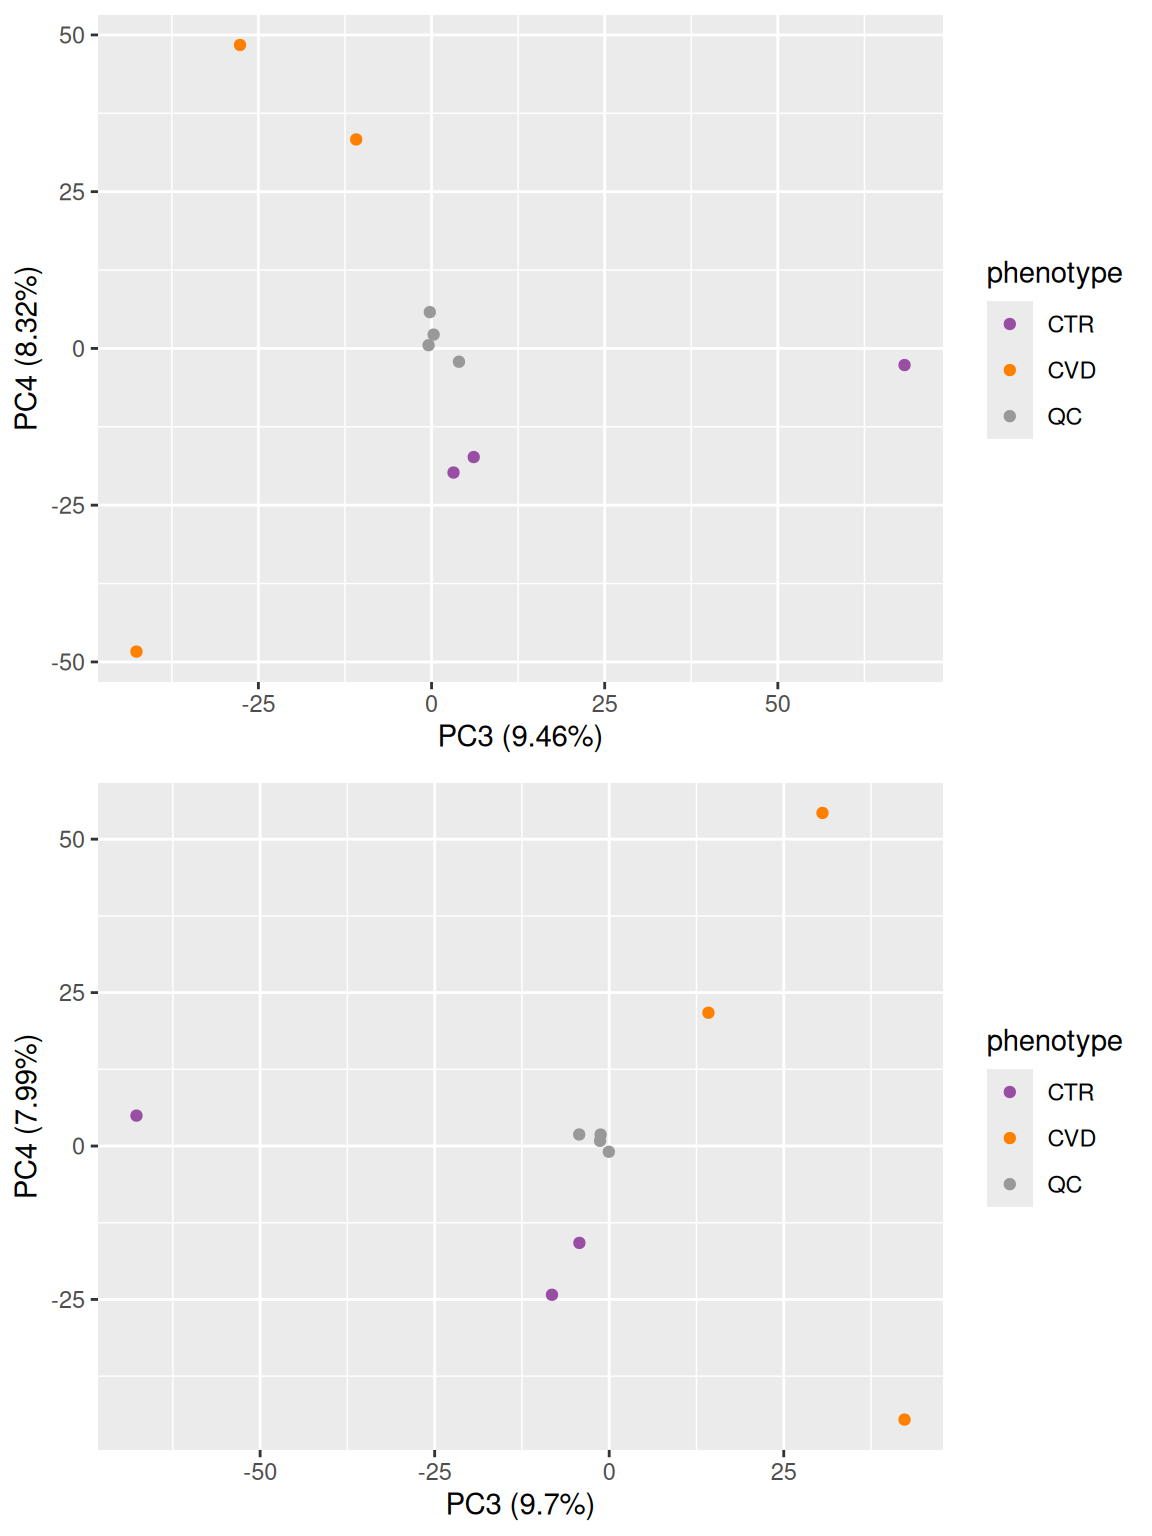 50
25
0
-25
-50
PC4 (8.32%)
-25 0 25 50
PC3 (9.46%)
phenotype
CTR
CVD
QC
50
25
0
-25
PC4 (7.99%)
-50 -25 0 25
PC3 (9.7%)
phenotype
CTR
CVD
QC